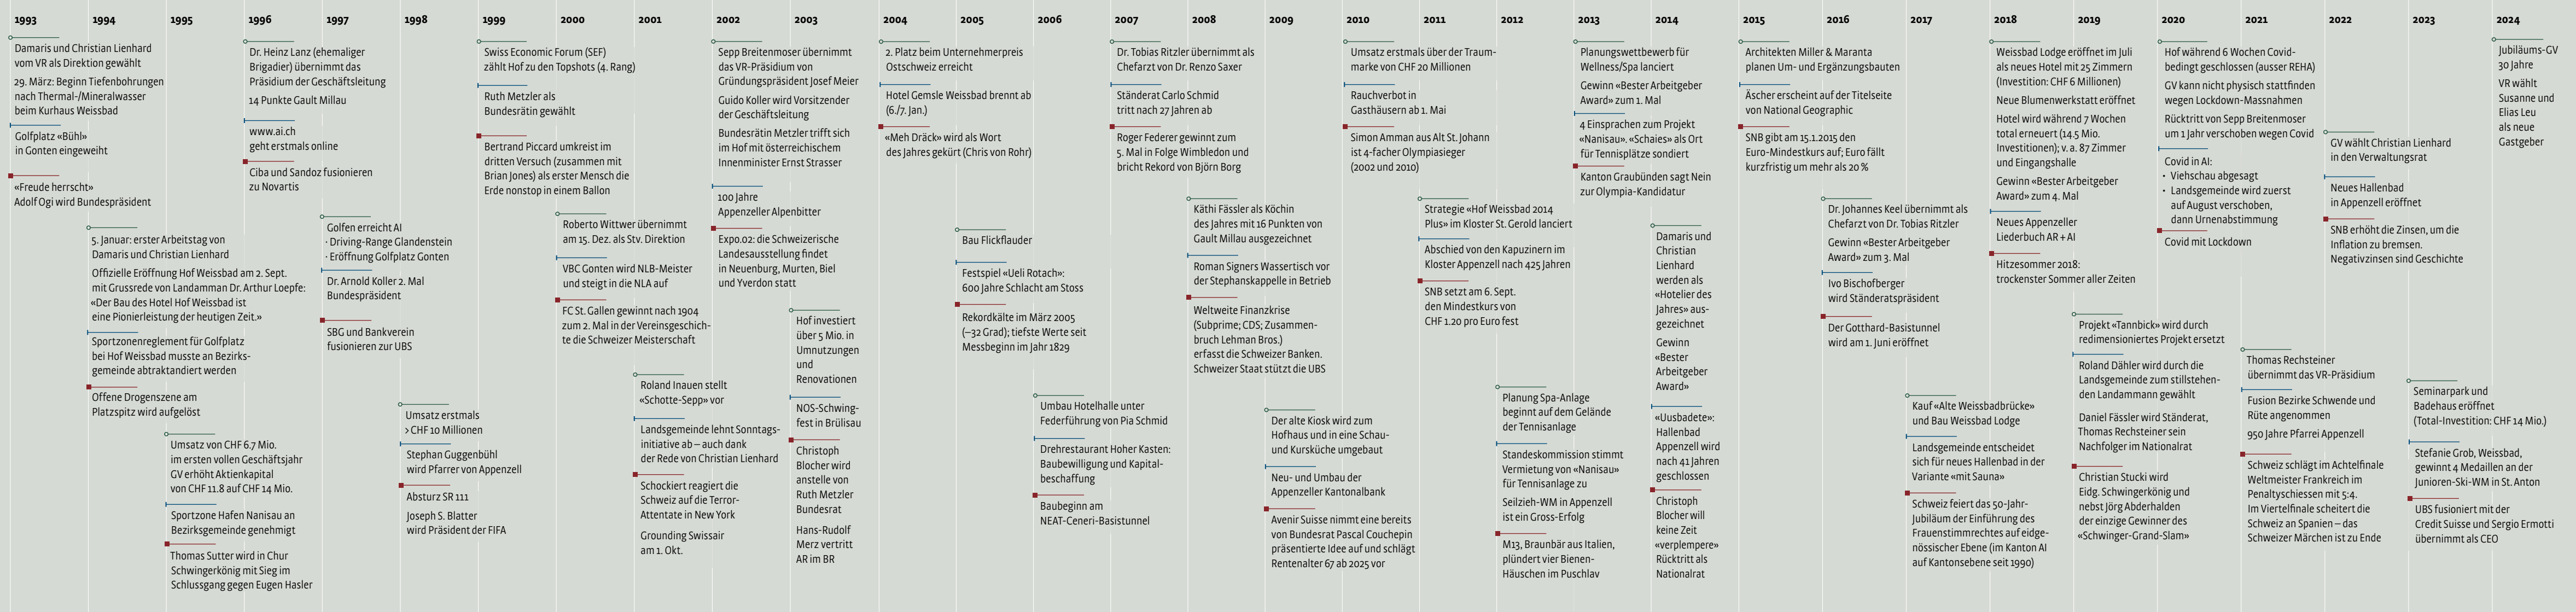 1993
Damaris und Christian Lienhard
vom VR als Direktion gewählt
29. März: Beginn Tiefenbohrungen
nach Thermal-/Mineralwasser
beim Kurhaus Weissbad
Golfplatz «Bühl»
in Gonten eingeweiht
«Freude herrscht»
Adolf Ogi wird Bundespräsident
1994
5. Januar: erster Arbeitstag von
Damaris und Christian Lienhard
Offizielle Eröffnung Hof Weissbad am 2. Sept.
mit Grussrede von Landamman Dr. Arthur Loepfe:
«Der Bau des Hotel Hof Weissbad ist
eine Pionierleistung der heutigen Zeit.»
Sportzonenreglement für Golfplatz
bei Hof Weissbad musste an Bezirks-
gemeinde abtraktandiert werden
Offene Drogenszene am
Platzspitz wird aufgelöst
1995
Umsatz von CHF 6.7 Mio.
im ersten vollen Geschäftsjahr
GV erhöht Aktienkapital
von CHF 11.8 auf CHF 14 Mio.
Sportzone Hafen Nanisau an
Bezirksgemeinde genehmigt
Thomas Sutter wird in Chur
Schwingerkönig mit Sieg im
Schlussgang gegen Eugen Hasler
1996
Dr. Heinz Lanz (ehemaliger
Brigadier) übernimmt das
Präsidium der Geschäftsleitung
14 Punkte Gault Millau
www.ai.ch
geht erstmals online
Ciba und Sandoz fusionieren
zu Novartis
1997
Golfen erreicht AI
· Driving-Range Glandenstein
· Eröffnung Golfplatz Gonten
Dr. Arnold Koller 2. Mal
Bundespräsident
SBG und Bankverein
fusionieren zur UBS
1998
Umsatz erstmals
> CHF 10 Millionen
Stephan Guggenbühl
wird Pfarrer von Appenzell
Absturz SR 111
Joseph S. Blatter
wird Präsident der FIFA
1999
Swiss Economic Forum (SEF)
zählt Hof zu den Topshots (4. Rang)
Ruth Metzler als
Bundesrätin gewählt
Bertrand Piccard umkreist im
dritten Versuch (zusammen mit
Brian Jones) als erster Mensch die
Erde nonstop in einem Ballon
2000
Roberto Wittwer übernimmt
am 15. Dez. als Stv. Direktion
VBC Gonten wird NLB-Meister
und steigt in die NLA auf
FC St. Gallen gewinnt nach 1904
zum 2. Mal in der Vereinsgeschich-
te die Schweizer Meisterschaft
2001
Roland Inauen stellt
«Schotte-Sepp» vor
Landsgemeinde lehnt Sonntags-
initiative ab – auch dank
der Rede von Christian Lienhard
Schockiert reagiert die
Schweiz auf die Terror-
Attentate in New York
Grounding Swissair
am 1. Okt.
2002
Sepp Breitenmoser übernimmt
das VR-Präsidium von
Gründungspräsident Josef Meier
Guido Koller wird Vorsitzender
der Geschäftsleitung
Bundesrätin Metzler trifft sich
im Hof mit österreichischem
Innenminister Ernst Strasser
100 Jahre
Appenzeller Alpenbitter
Expo.02: die Schweizerische
Landesausstellung findet
in Neuenburg, Murten, Biel
und Yverdon statt
2003
Hof investiert
über 5 Mio. in
Umnutzungen
und
Renovationen
NOS-Schwing-
fest in Brülisau
Christoph
Blocher wird
anstelle von
Ruth Metzler
Bundesrat
Hans-Rudolf
Merz vertritt
AR im BR
2004
2. Platz beim Unternehmerpreis
Ostschweiz erreicht
Hotel Gemsle Weissbad brennt ab
(6./7. Jan.)
«Meh Dräck» wird als Wort
des Jahres gekürt (Chris von Rohr)
2005
Bau Flickflauder
Festspiel «Ueli Rotach»:
600 Jahre Schlacht am Stoss
Rekordkälte im März 2005
(–32 Grad); tiefste Werte seit
Messbeginn im Jahr 1829
2006
Umbau Hotelhalle unter
Federführung von Pia Schmid
Drehrestaurant Hoher Kasten:
Baubewilligung und Kapital-
beschaffung
Baubeginn am
NEAT-Ceneri-Basistunnel
2007
Dr. Tobias Ritzler übernimmt als
Chefarzt von Dr. Renzo Saxer
Ständerat Carlo Schmid
tritt nach 27 Jahren ab
Roger Federer gewinnt zum
5. Mal in Folge Wimbledon und
bricht Rekord von Björn Borg
2008
Käthi Fässler als Köchin
des Jahres mit 16 Punkten von
Gault Millau ausgezeichnet
Roman Signers Wassertisch vor
der Stephanskappelle in Betrieb
Weltweite Finanzkrise
(Subprime; CDS; Zusammen-
bruch Lehman Bros.)
erfasst die Schweizer Banken.
Schweizer Staat stützt die UBS
2009
Der alte Kiosk wird zum
Hofhaus und in eine Schau-
und Kursküche umgebaut
Neu- und Umbau der
Appenzeller Kantonalbank
Avenir Suisse nimmt eine bereits
von Bundesrat Pascal Couchepin
präsentierte Idee auf und schlägt
Rentenalter 67 ab 2025 vor
2010
Umsatz erstmals über der Traum-
marke von CHF 20 Millionen
Rauchverbot in
Gasthäusern ab 1. Mai
Simon Amman aus Alt St. Johann
ist 4-facher Olympiasieger
(2002 und 2010)
2011
Strategie «Hof Weissbad 2014
Plus» im Kloster St. Gerold lanciert
Abschied von den Kapuzinern im
Kloster Appenzell nach 425 Jahren
SNB setzt am 6. Sept.
den Mindestkurs von
CHF 1.20 pro Euro fest
2012
Planung Spa-Anlage
beginnt auf dem Gelände
der Tennisanlage
Standeskommission stimmt
Vermietung von «Nanisau»
für Tennisanlage zu
Seilzieh-WM in Appenzell
ist ein Gross-Erfolg
M13, Braunbär aus Italien,
plündert vier Bienen-
Häuschen im Puschlav
2013
Planungswettbewerb für
Wellness/Spa lanciert
Gewinn «Bester Arbeitgeber
Award» zum 1. Mal
4 Einsprachen zum Projekt
«Nanisau». «Schaies» als Ort
für Tennisplätze sondiert
Kanton Graubünden sagt Nein
zur Olympia-Kandidatur
2014
Damaris und
Christian
Lienhard
werden als
«Hotelier des
Jahres» aus-
gezeichnet
Gewinn
«Bester
Arbeitgeber
Award»
«Uusbadete»:
Hallenbad
Appenzell wird
nach 41 Jahren
geschlossen
Christoph
Blocher will
keine Zeit
«verplempere»
Rücktritt als
Nationalrat
2015
Architekten Miller & Maranta
planen Um- und Ergänzungsbauten
Äscher erscheint auf der Titelseite
von National Geographic
SNB gibt am 15.1.2015 den
Euro-Mindestkurs auf; Euro fällt
kurzfristig um mehr als 20 %
2016
Dr. Johannes Keel übernimmt als
Chefarzt von Dr. Tobias Ritzler
Gewinn «Bester Arbeitgeber
Award» zum 3. Mal
Ivo Bischofberger
wird Ständeratspräsident
Der Gotthard-Basistunnel
wird am 1. Juni eröffnet
2017
Kauf «Alte Weissbadbrücke»
und Bau Weissbad Lodge
Landsgemeinde entscheidet
sich für neues Hallenbad in der
Variante «mit Sauna»
Schweiz feiert das 50-Jahr-
Jubiläum der Einführung des
Frauenstimmrechtes auf eidge-
nössischer Ebene (im Kanton AI
auf Kantonsebene seit 1990)
2018
Weissbad Lodge eröffnet im Juli
als neues Hotel mit 25 Zimmern
(Investition: CHF 6 Millionen)
Neue Blumenwerkstatt eröffnet
Hotel wird während 7 Wochen
total erneuert (14.5 Mio.
Investitionen); v. a. 87 Zimmer
und Eingangshalle
Gewinn «Bester Arbeitgeber
Award» zum 4. Mal
Neues Appenzeller
Liederbuch AR + AI
Hitzesommer 2018:
trockenster Sommer aller Zeiten
2019
Projekt «Tannbick» wird durch
redimensioniertes Projekt ersetzt
Roland Dähler wird durch die
Landsgemeinde zum stillstehen-
den Landammann gewählt
Daniel Fässler wird Ständerat,
Thomas Rechsteiner sein
Nachfolger im Nationalrat
Christian Stucki wird
Eidg. Schwingerkönig und
nebst Jörg Abderhalden
der einzige Gewinner des
«Schwinger-Grand-Slam»
2020
Hof während 6 Wochen Covid-
bedingt geschlossen (ausser REHA)
GV kann nicht physisch stattfinden
wegen Lockdown-Massnahmen
Rücktritt von Sepp Breitenmoser
um 1 Jahr verschoben wegen Covid
Covid in AI:
· Viehschau abgesagt
· Landsgemeinde wird zuerst
auf August verschoben,
dann Urnenabstimmung
Covid mit Lockdown
2021
Thomas Rechsteiner
übernimmt das VR-Präsidium
Fusion Bezirke Schwende und
Rüte angenommen
950 Jahre Pfarrei Appenzell
Schweiz schlägt im Achtelfinale
Weltmeister Frankreich im
Penaltyschiessen mit 5:4.
Im Viertelfinale scheitert die
Schweiz an Spanien – das
Schweizer Märchen ist zu Ende
2022
GV wählt Christian Lienhard
in den Verwaltungsrat
Neues Hallenbad
in Appenzell eröffnet
SNB erhöht die Zinsen, um die
Inflation zu bremsen.
Negativzinsen sind Geschichte
2023
Seminarpark und
Badehaus eröffnet
(Total-Investition: CHF 14 Mio.)
Stefanie Grob, Weissbad,
gewinnt 4 Medaillen an der
Junioren-Ski-WM in St. Anton
UBS fusioniert mit der
Credit Suisse und Sergio Ermotti
übernimmt als CEO
2024
Jubiläums-GV
30 Jahre
VR wählt
Susanne und
Elias Leu
als neue
Gastgeber